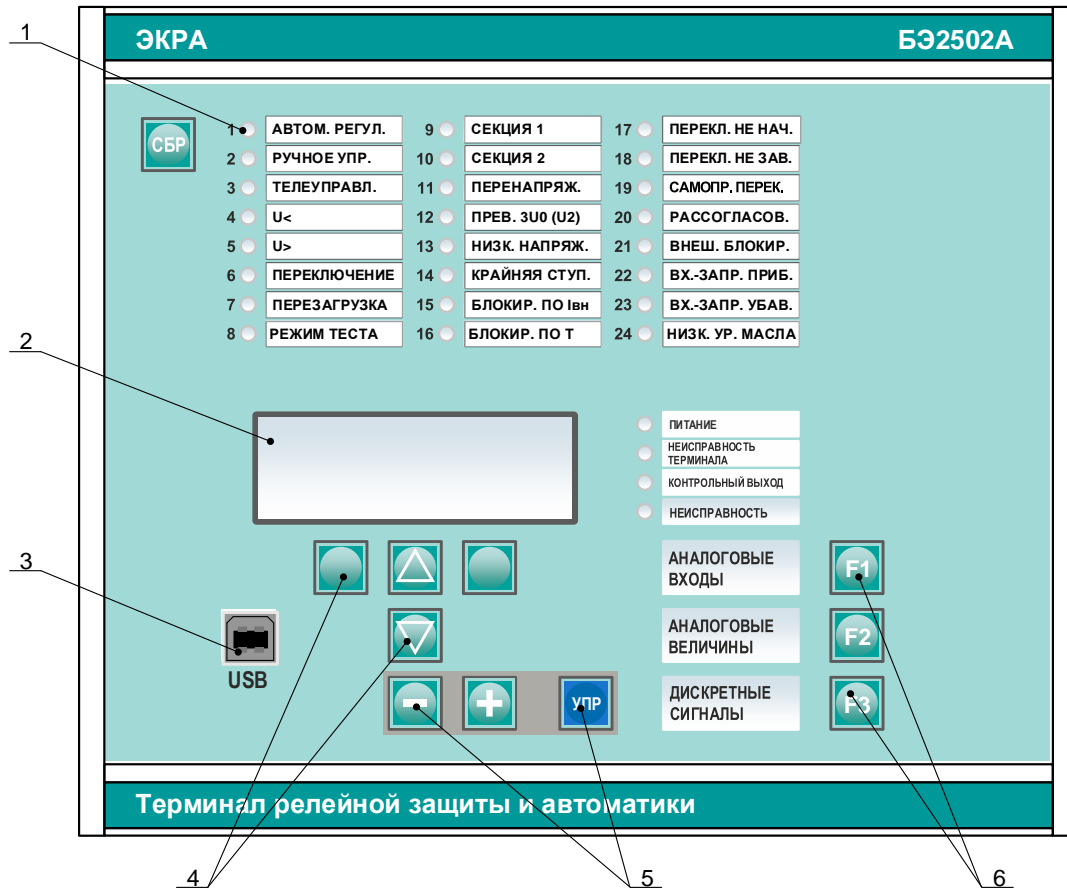 1
ЭКРА БЭ2502А
СБР
1 АВТОМ. РЕГУЛ.
2 РУЧНОЕ УПР.
3 ТЕЛЕУПРАВЛ.
4 U<
5 U>
6 ПЕРЕКЛЮЧЕНИЕ
7 ПЕРЕЗАГРУЗКА
8 РЕЖИМ ТЕСТА
9 СЕКЦИЯ 1
10 СЕКЦИЯ 2
11 ПЕРЕНАПРЯЖ.
12 ПРЕВ. 3U0 (U2)
13 НИЗК. НАПРЯЖ.
14 КРАЙНЯЯ СТУП.
15 БЛОКИР. ПО Iвн
16 БЛОКИР. ПО Т
17 ПЕРЕКЛ. НЕ НАЧ.
18 ПЕРЕКЛ. НЕ ЗАВ.
19 САМОПР. ПЕРЕК.
20 РАССОГЛАСОВ.
21 ВНЕШ. БЛОКИР.
22 ВХ.-ЗАПР. ПРИБ.
23 ВХ.-ЗАПР. УБАВ.
24 НИЗК. УР. МАСЛА
2
ПИТАНИЕ
НЕИСПРАВНОСТЬ
ТЕРМИНАЛА
КОНТРОЛЬНЫЙ ВЫХОД
НЕИСПРАВНОСТЬ
3
АНАЛОГОВЫЕ
ВХОДЫ
F1
АНАЛОГОВЫЕ
ВЕЛИЧИНЫ
F2
USB
УПР
ДИСКРЕТНЫЕ
СИГНАЛЫ
F3
Терминал релейной защиты и автоматики
4 5 6